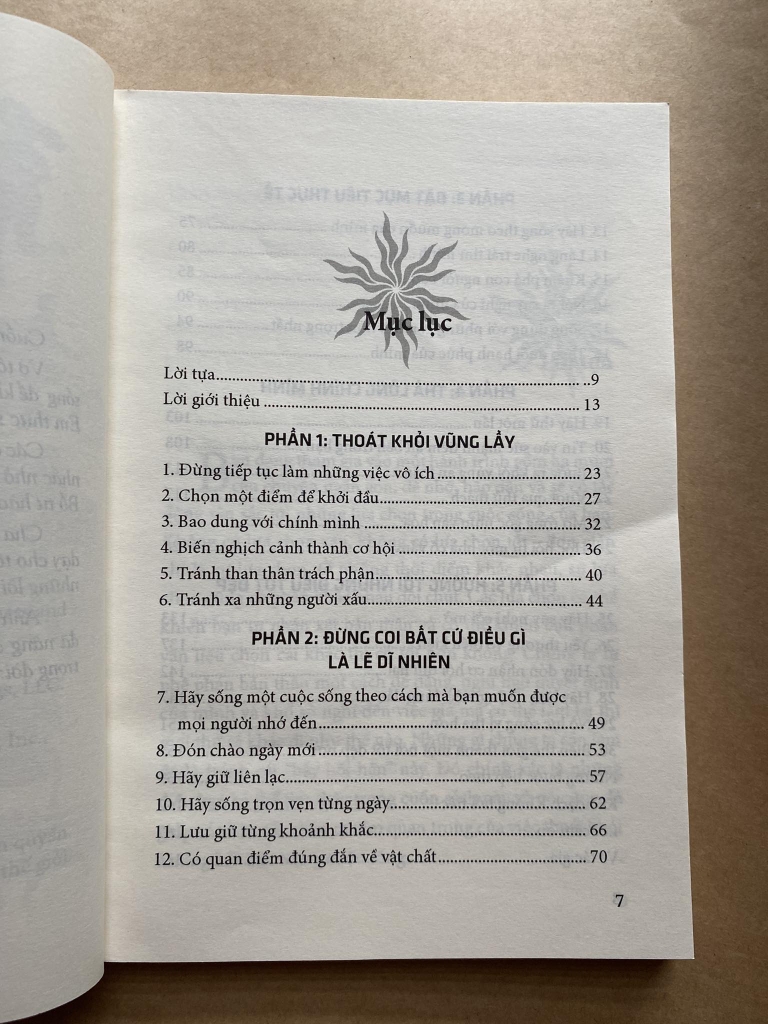 Mục lục
Lời tựa.......................................................................................9
Lời giới thiệu ............................................................................ 13
PHẦN 1: THOÁT KHỎI VŨNG LẦY
1. Đừng tiếp tục làm những việc vô ích................................... 23
2. Chọn một điểm để khởi đầu................................................ 27
3. Bao dung với chính mình .................................................... 32
4. Biến nghịch cảnh thành cơ hội ............................................ 36
5. Tránh than thân trách phận................................................. 40
6. Tránh xa những người xấu................................................... 44
PHẦN 2: ĐỪNG COI BẤT CỨ ĐIỀU GÌ
LÀ LẼ DĨ NHIÊN
7. Hãy sống một cuộc sống theo cách mà bạn muốn được
mọi người nhớ đến................................................................ 49
8. Đón chào ngày mới................................................................ 53
9. Hãy giữ liên lạc....................................................................... 57
10. Hãy sống trọn vẹn từng ngày............................................... 62
11. Lưu giữ từng khoảnh khắc................................................... 66
12. Có quan điểm đúng đắn về vật chất.................................... 70
7